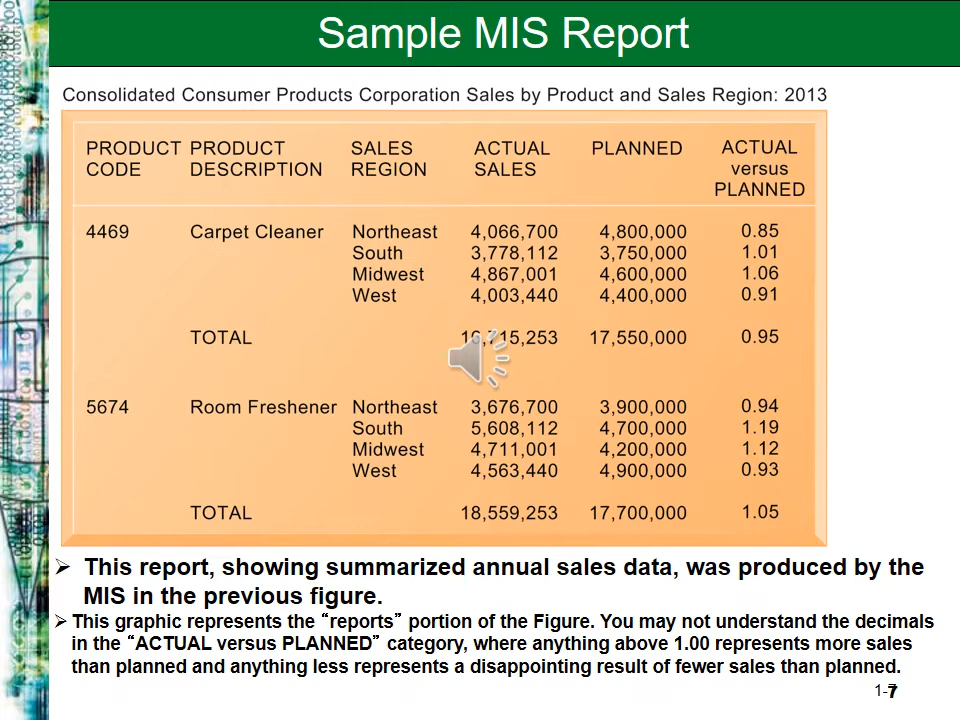 Sample MIS Report
Consolidated Consumer Products Corporation Sales by Product and Sales Region: 2013
PRODUCT CODE PRODUCT DESCRIPTION SALES REGION ACTUAL SALES PLANNED ACTUAL versus PLANNED
4469 Carpet Cleaner Northeast 4,066,700 4,800,000 0.85
South 3,778,112 3,750,000 1.01
Midwest 4,867,001 4,600,000 1.06
West 4,003,440 4,400,000 0.91
TOTAL 16,715,253 17,550,000 0.95
5674 Room Freshener Northeast 3,676,700 3,900,000 0.94
South 5,608,112 4,700,000 1.19
Midwest 4,711,001 4,200,000 1.12
West 4,563,440 4,900,000 0.93
TOTAL 18,559,253 17,700,000 1.05
➢ This report, showing summarized annual sales data, was produced by the
MIS in the previous figure.
➢ This graphic represents the “reports” portion of the Figure. You may not understand the decimals
in the “ACTUAL versus PLANNED” category, where anything above 1.00 represents more sales
than planned and anything less represents a disappointing result of fewer sales than planned.
1-7